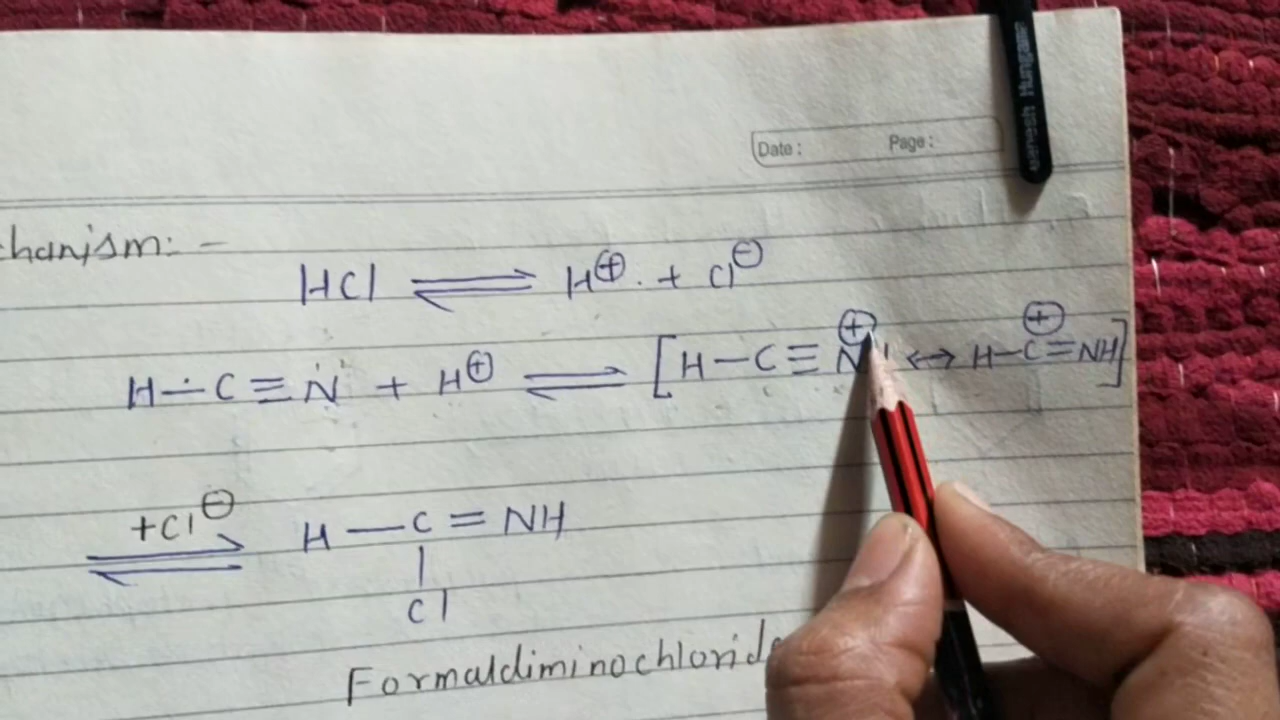 Date : Page :
chanism:-
HCl ⇌ H⊕ + Cl⊖
H—C≡N̈ + H⊕ ⇌ [H—C≡N⊕H ↔ H—C⊕=NH]
+Cl⊖
⇌ H—C=NH
|
Cl
Formaldiminochloride